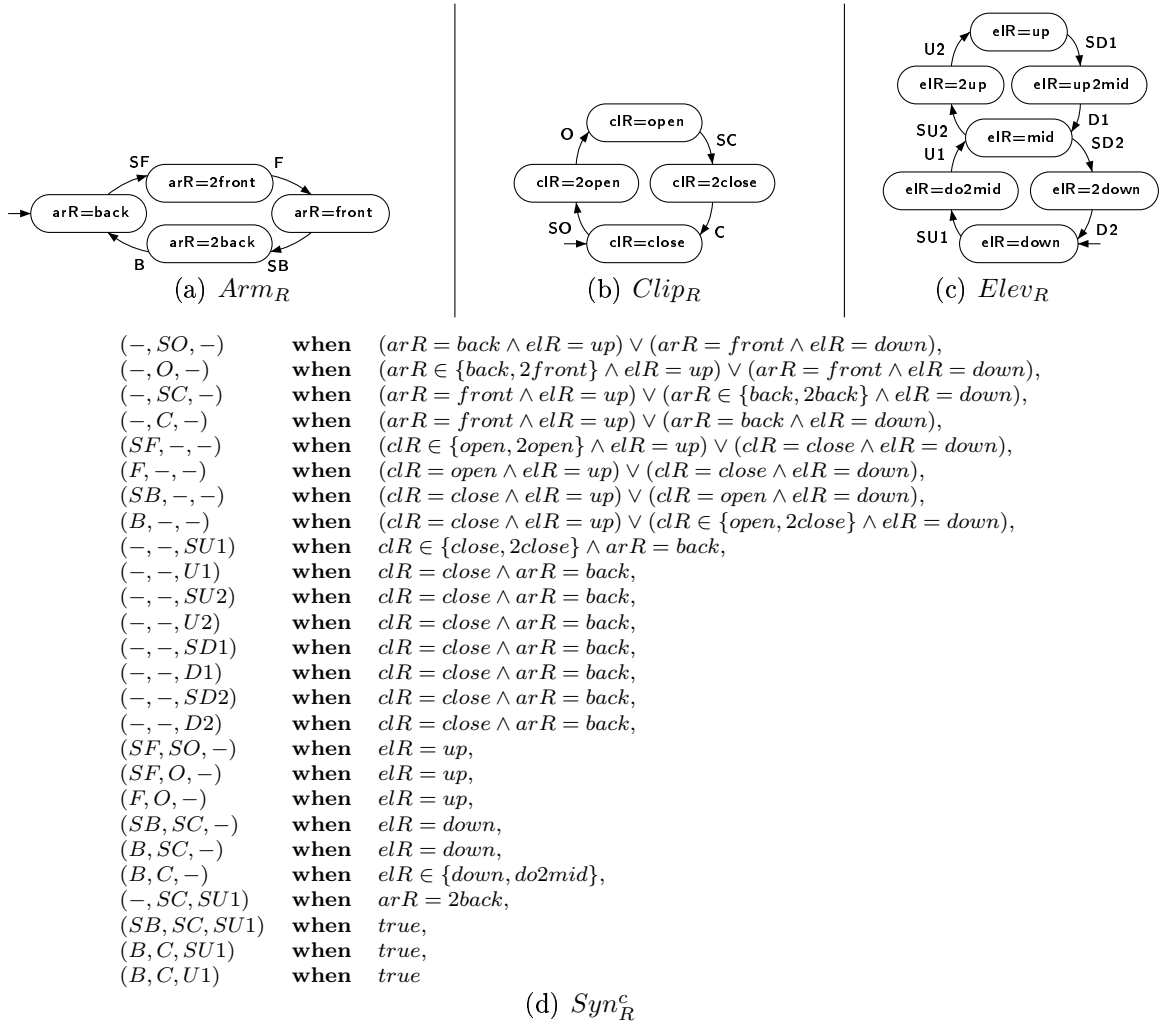 elR=up
U2
SD1
elR=2up
elR=up2mid
D1
SU2
elR=mid
SD2
U1
elR=do2mid
elR=2down
SU1
D2
elR=down
clR=open
O
SC
clR=2open
clR=2close
SO
C
clR=close
SF
F
arR=2front
arR=back
arR=front
arR=2back
B
SB
(a) Arm_R
(b) Clip_R
(c) Elev_R
(−, SO, −) when (arR = back ∧ elR = up) ∨ (arR = front ∧ elR = down),
(−, O, −) when (arR ∈ {back, 2front} ∧ elR = up) ∨ (arR = front ∧ elR = down),
(−, SC, −) when (arR = front ∧ elR = up) ∨ (arR ∈ {back, 2back} ∧ elR = down),
(−, C, −) when (arR = front ∧ elR = up) ∨ (arR = back ∧ elR = down),
(SF, −, −) when (clR ∈ {open, 2open} ∧ elR = up) ∨ (clR = close ∧ elR = down),
(F, −, −) when (clR = open ∧ elR = up) ∨ (clR = close ∧ elR = down),
(SB, −, −) when (clR = close ∧ elR = up) ∨ (clR = open ∧ elR = down),
(B, −, −) when (clR = close ∧ elR = up) ∨ (clR ∈ {open, 2close} ∧ elR = down),
(−, −, SU1) when clR ∈ {close, 2close} ∧ arR = back,
(−, −, U1) when clR = close ∧ arR = back,
(−, −, SU2) when clR = close ∧ arR = back,
(−, −, U2) when clR = close ∧ arR = back,
(−, −, SD1) when clR = close ∧ arR = back,
(−, −, D1) when clR = close ∧ arR = back,
(−, −, SD2) when clR = close ∧ arR = back,
(−, −, D2) when clR = close ∧ arR = back,
(SF, SO, −) when elR = up,
(SF, O, −) when elR = up,
(F, O, −) when elR = up,
(SB, SC, −) when elR = down,
(B, SC, −) when elR = down,
(B, C, −) when elR ∈ {down, do2mid},
(−, SC, SU1) when arR = 2back,
(SB, SC, SU1) when true,
(B, C, SU1) when true,
(B, C, U1) when true
(d) Syn_R^c